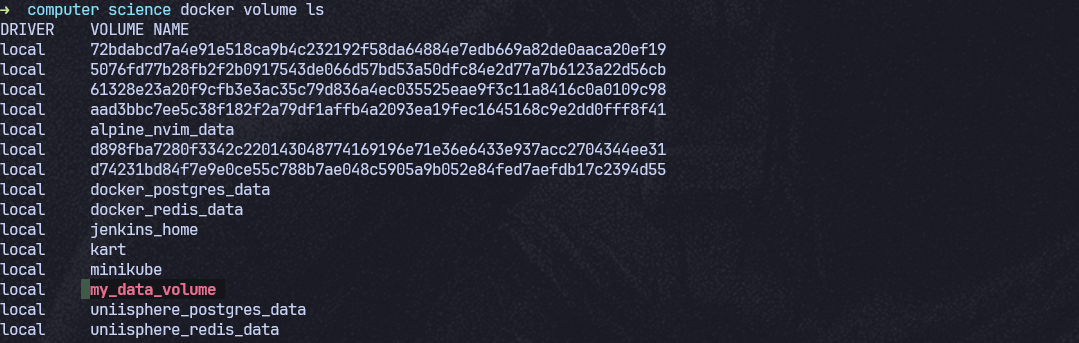 → computer science docker volume ls
DRIVER    VOLUME NAME
local     72bdabcd7a4e91e518ca9b4c232192f58da64884e7edb669a82de0aaca20ef19
local     5076fd77b28fb2f2b0917543de066d57bd53a50dfc84e2d77a7b6123a22d56cb
local     61328e23a20f9cfb3e3ac35c79d836a4ec035525eae9f3c11a8416c0a0109c98
local     aad3bbc7ee5c38f182f2a79df1affb4a2093ea19fec1645168c9e2dd0fff8f41
local     alpine_nvim_data
local     d898fba7280f3342c220143048774169196e71e36e6433e937acc2704344ee31
local     d74231bd84f7e9e0ce55c788b7ae048c5905a9b052e84fed7aefdb17c2394d55
local     docker_postgres_data
local     docker_redis_data
local     jenkins_home
local     kart
local     minikube
local     my_data_volume
local     uniisphere_postgres_data
local     uniisphere_redis_data